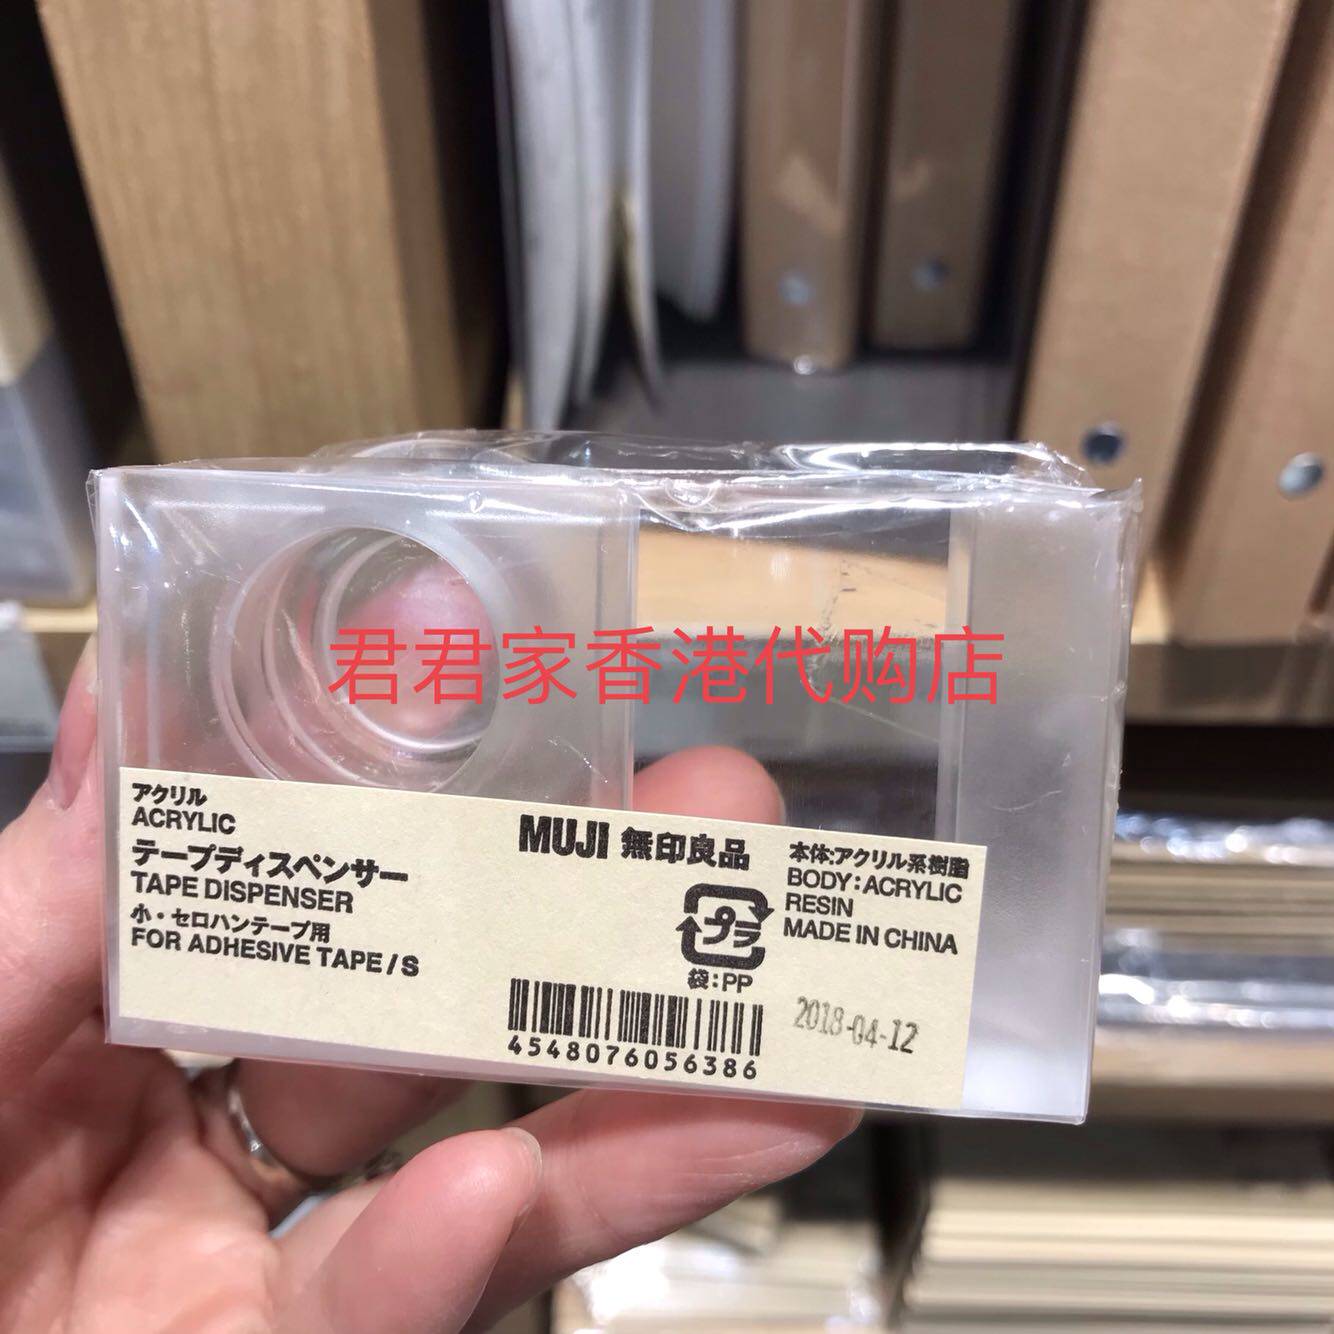 君君家香港代购店
アクリル
ACRYLIC
テープディスペンサー
TAPE DISPENSER
小・セロハンテープ用
FOR ADHESIVE TAPE / S
MUJI 無印良品
プラ
袋:PP
4548076056386
本体:アクリル系樹脂
BODY:ACRYLIC
RESIN
MADE IN CHINA
2018-04-12